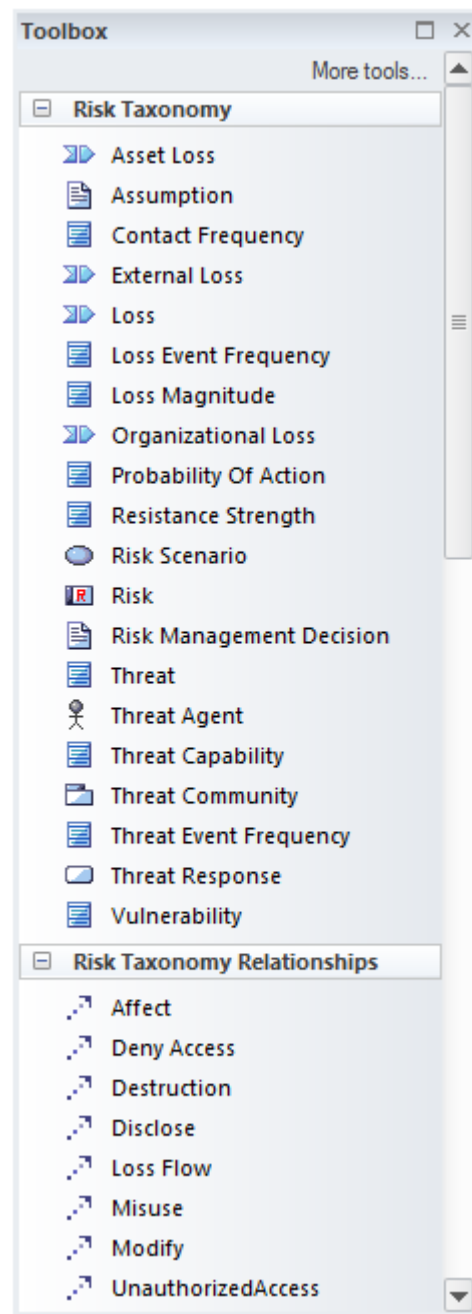 Toolbox
More tools...
Risk Taxonomy
Asset Loss
Assumption
Contact Frequency
External Loss
Loss
Loss Event Frequency
Loss Magnitude
Organizational Loss
Probability Of Action
Resistance Strength
Risk Scenario
R Risk
Risk Management Decision
Threat
Threat Agent
Threat Capability
Threat Community
Threat Event Frequency
Threat Response
Vulnerability
Risk Taxonomy Relationships
Affect
Deny Access
Destruction
Disclose
Loss Flow
Misuse
Modify
UnauthorizedAccess